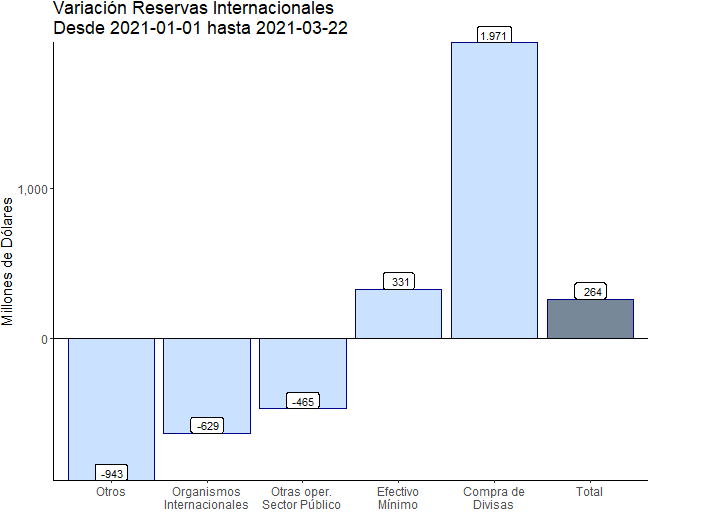 Variación Reservas Internacionales
Desde 2021-01-01 hasta 2021-03-22
Millones de Dólares
1,000
0
-943
-629
-465
331
1.971
264
Otros
Organismos
Internacionales
Otras oper.
Sector Público
Efectivo
Mínimo
Compra de
Divisas
Total